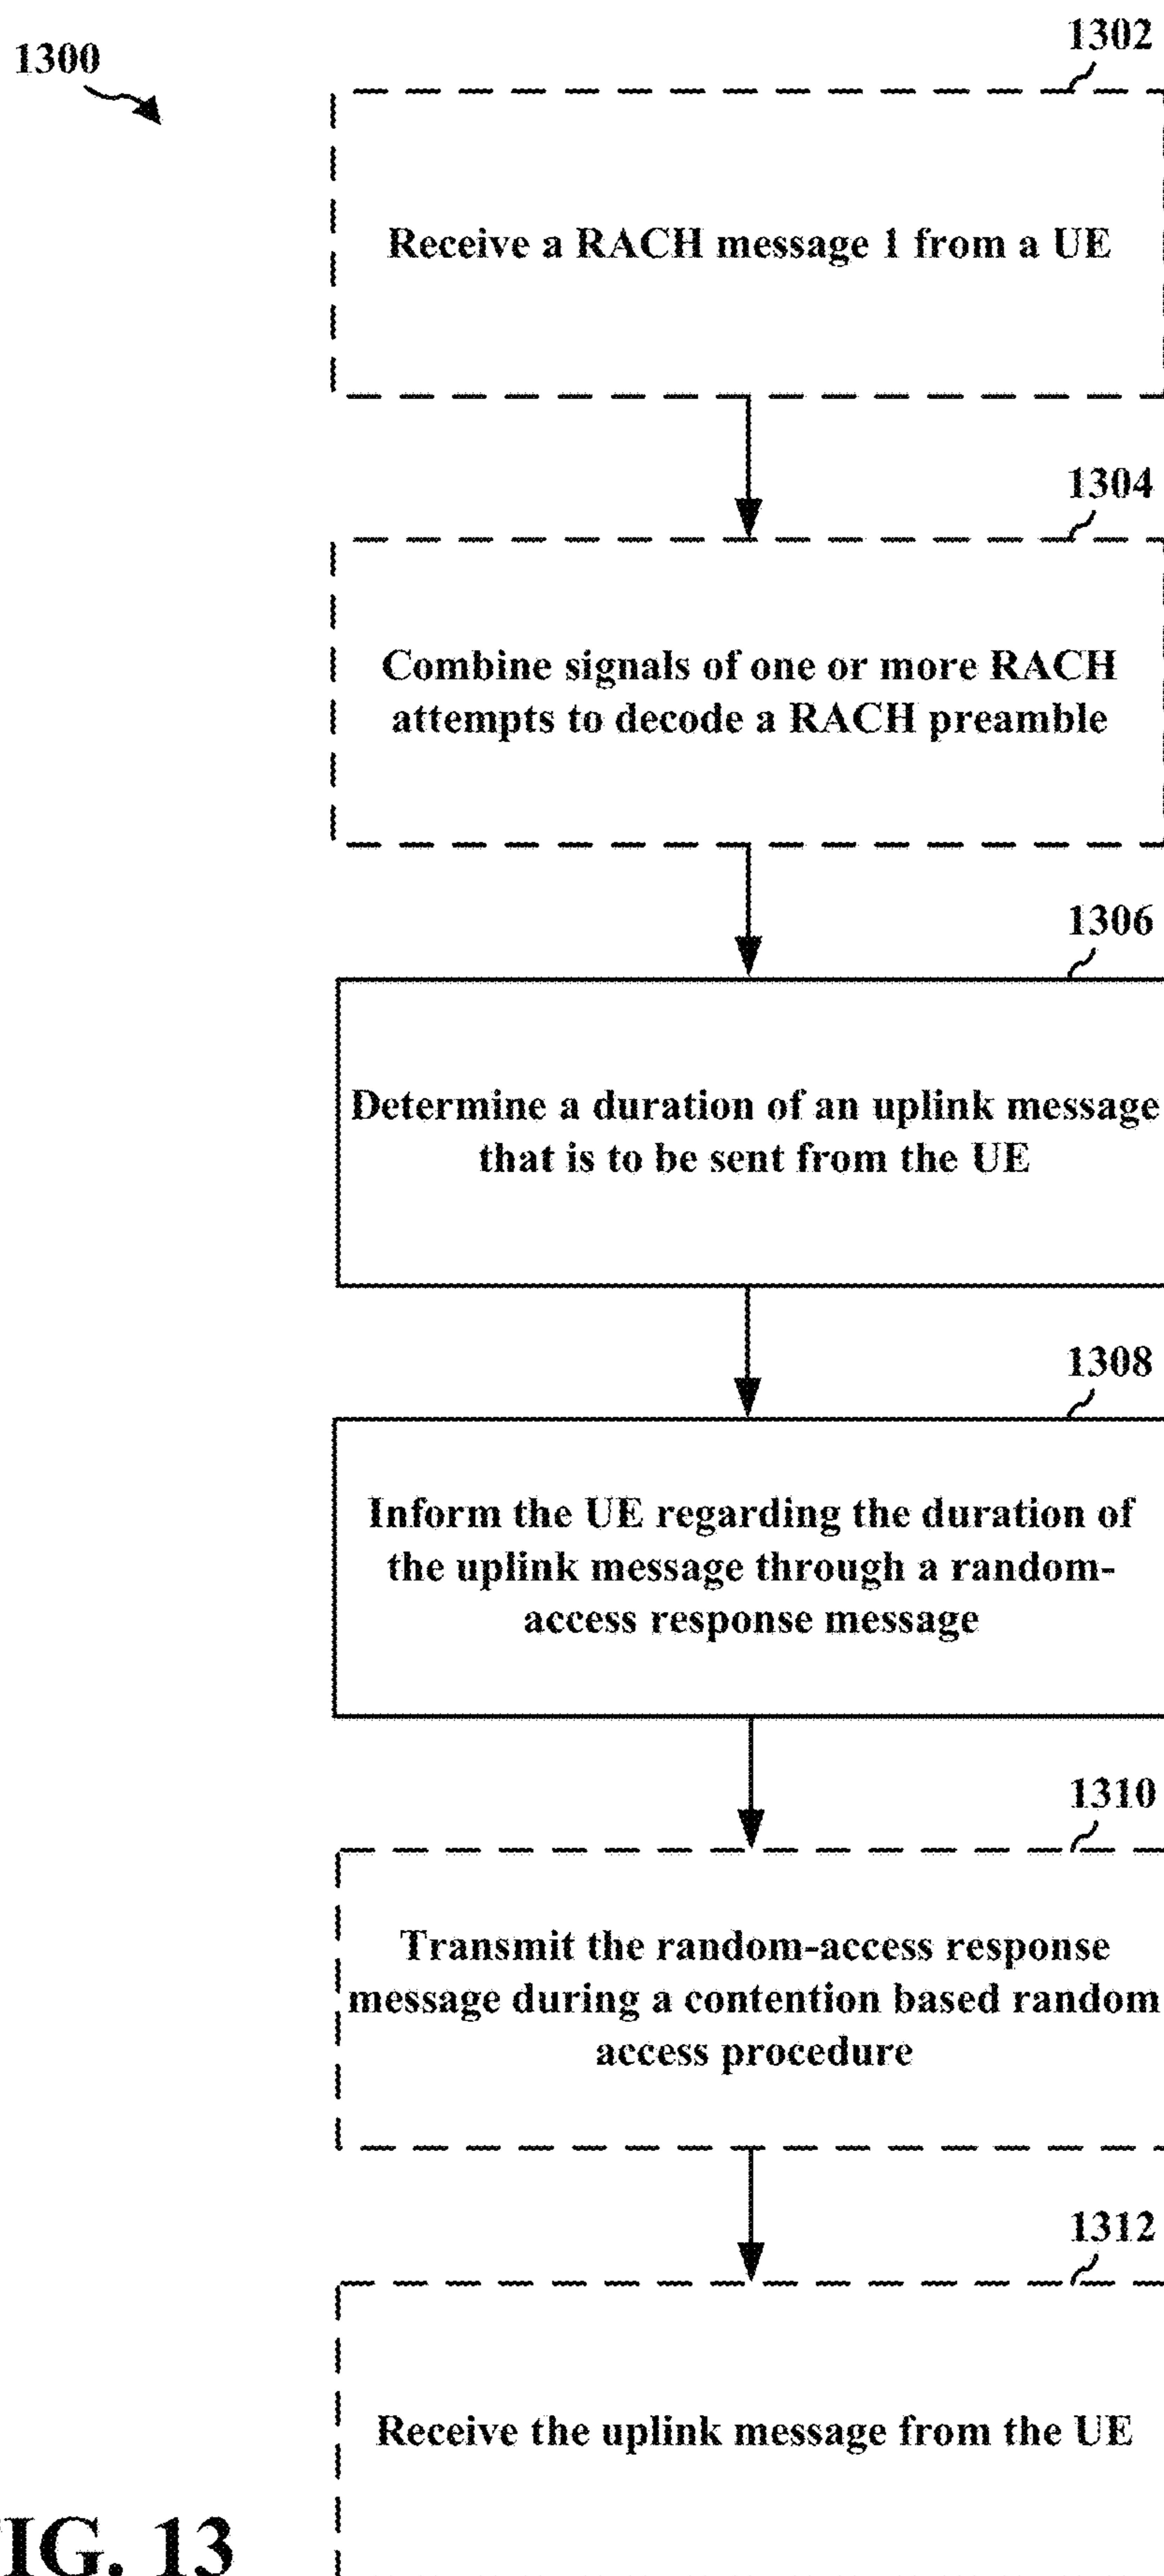 1300
1302
Receive a RACH message 1 from a UE
1304
Combine signals of one or more RACH
attempts to decode a RACH preamble
1306
Determine a duration of an uplink message
that is to be sent from the UE
1308
Inform the UE regarding the duration of
the uplink message through a random-
access response message
1310
Transmit the random-access response
message during a contention based random
access procedure
1312
Receive the uplink message from the UE
IG. 13